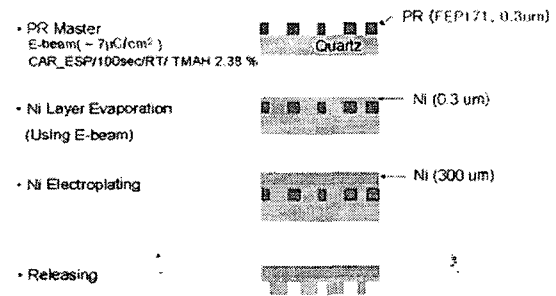 • PR Master
PR (FEP171, 0.3um)
E-beam( ~ 7μC/cm² )
Quartz
CAR_ESP/100sec/RT/ TMAH 2.38 %
• Ni Layer Evaporation
Ni (0.3 um)
(Using E-beam)
• Ni Electroplating
Ni (300 um)
• Releasing